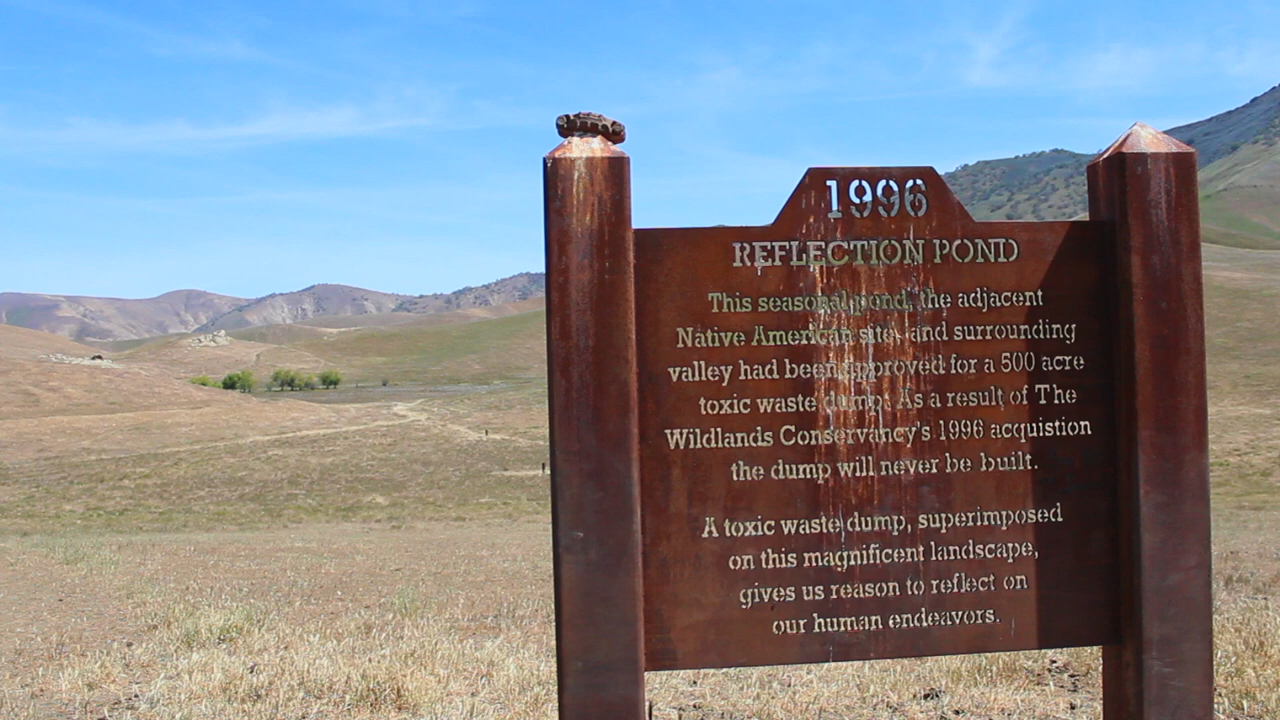 1996
REFLECTION POND
This seasonal pond, the adjacent
Native American site, and surrounding
valley had been approved for a 500 acre
toxic waste dump. As a result of The
Wildlands Conservancy's 1996 acquistion
the dump will never be built.
A toxic waste dump, superimposed
on this magnificent landscape,
gives us reason to reflect on
our human endeavors.